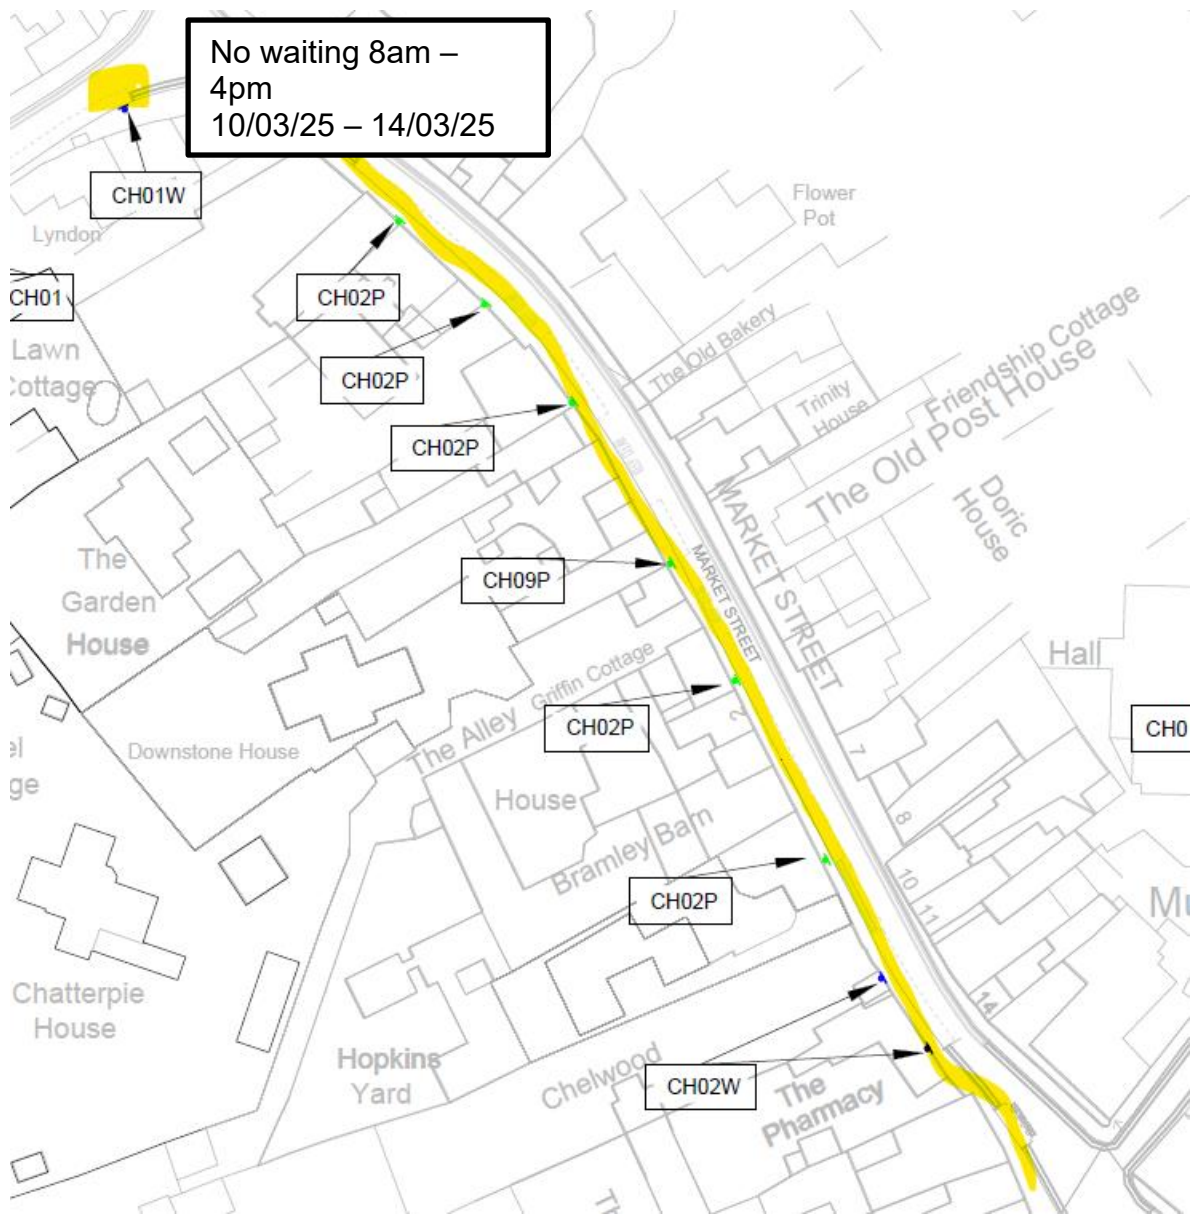 No waiting 8am –
4pm
10/03/25 – 14/03/25
CH01W
Lyndon
CH01
Lawn
Cottage
CH02P
CH02P
CH02P
Flower
Pot
The Old Bakery
Trinity
House
Friendship Cottage
The Old Post House
Doric
House
MARKET STREET
MARKET STREET
The
Garden
House
CH09P
Griffin Cottage
The Alley
CH02P
2
Hall
CH0
7
8
Downstone House
House
Bramley Barn
CH02P
10
11
14
Chatterpie
House
Hopkins
Yard
Chelwood
CH02W
The
Pharmacy